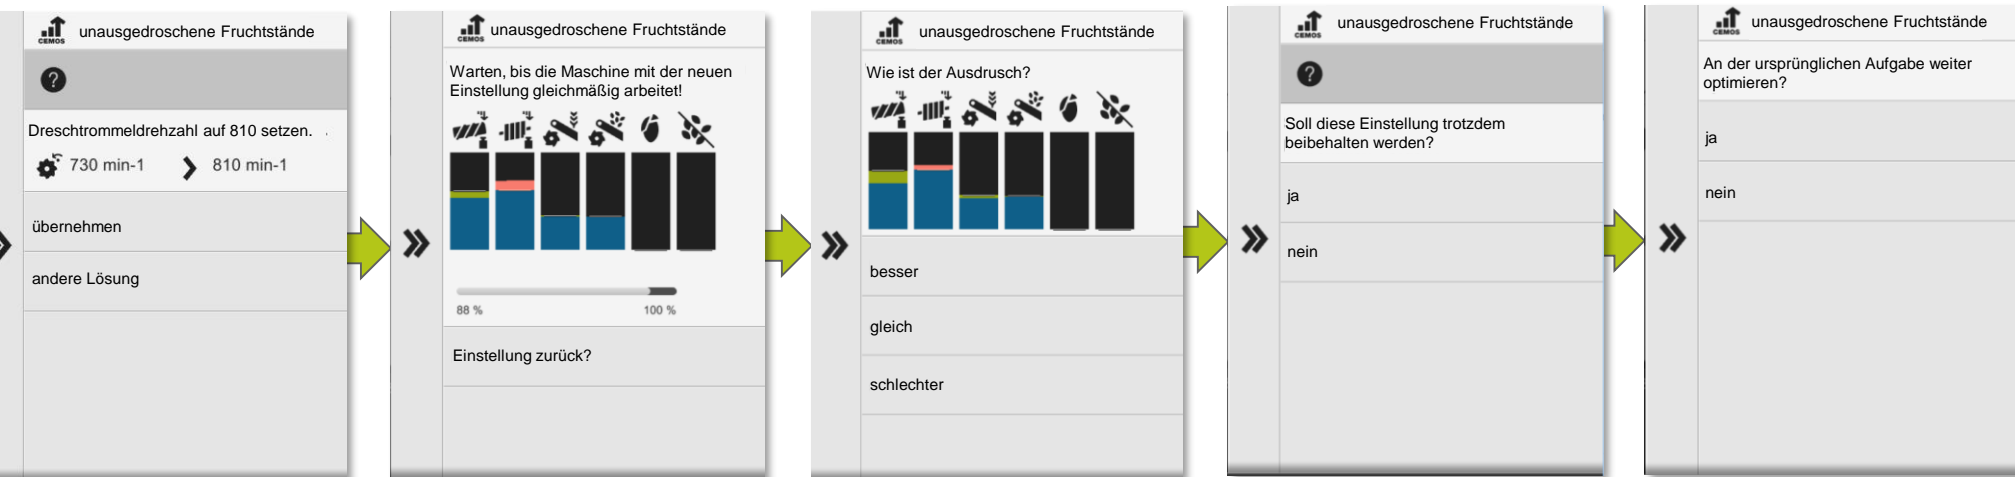 CEMOS
unausgedroschene Fruchtstände
Dreschtrommeldrehzahl auf 810 setzen.
730 min-1 810 min-1
übernehmen
andere Lösung
CEMOS
unausgedroschene Fruchtstände
Warten, bis die Maschine mit der neuen
Einstellung gleichmäßig arbeitet!
88 % 100 %
Einstellung zurück?
CEMOS
unausgedroschene Fruchtstände
Wie ist der Ausdrusch?
besser
gleich
schlechter
CEMOS
unausgedroschene Fruchtstände
Soll diese Einstellung trotzdem
beibehalten werden?
ja
nein
CEMOS
unausgedroschene Fruchtstände
An der ursprünglichen Aufgabe weiter
optimieren?
ja
nein